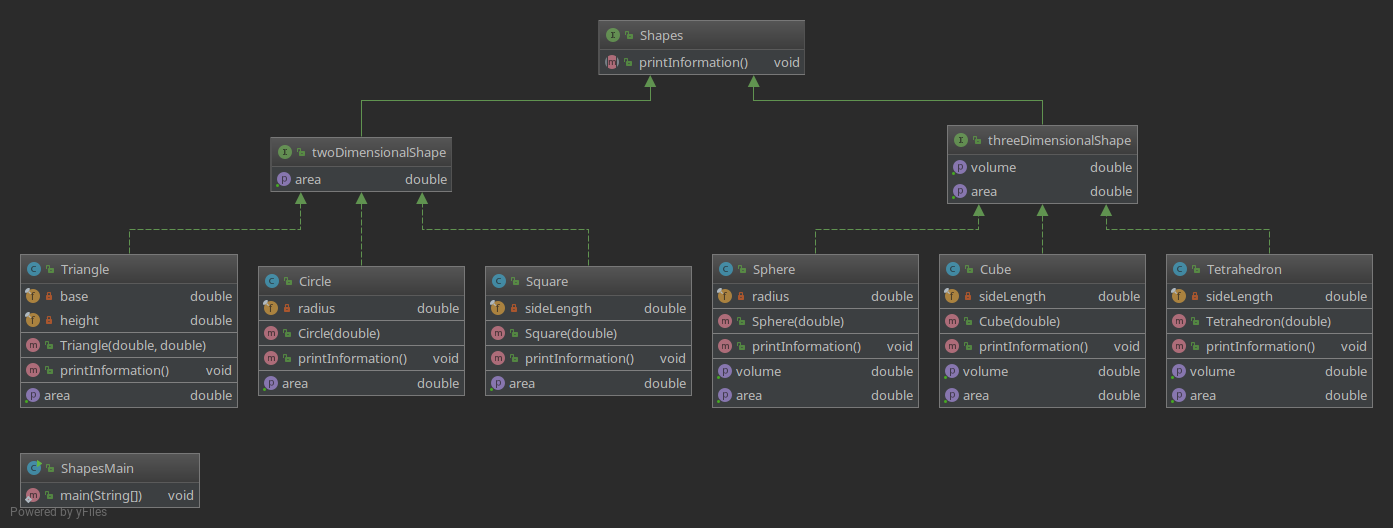 Shapes
printInformation() void
twoDimensionalShape
area double
threeDimensionalShape
volume double
area double
Triangle
base double
height double
Triangle(double, double)
printInformation() void
area double
Circle
radius double
Circle(double)
printInformation() void
area double
Square
sideLength double
Square(double)
printInformation() void
area double
Sphere
radius double
Sphere(double)
printInformation() void
volume double
area double
Cube
sideLength double
Cube(double)
printInformation() void
volume double
area double
Tetrahedron
sideLength double
Tetrahedron(double)
printInformation() void
volume double
area double
ShapesMain
main(String[]) void
Powered by yFiles